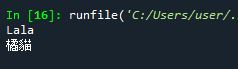 In [16]: runfile('C:/Users/user/.
Lala
橘貓